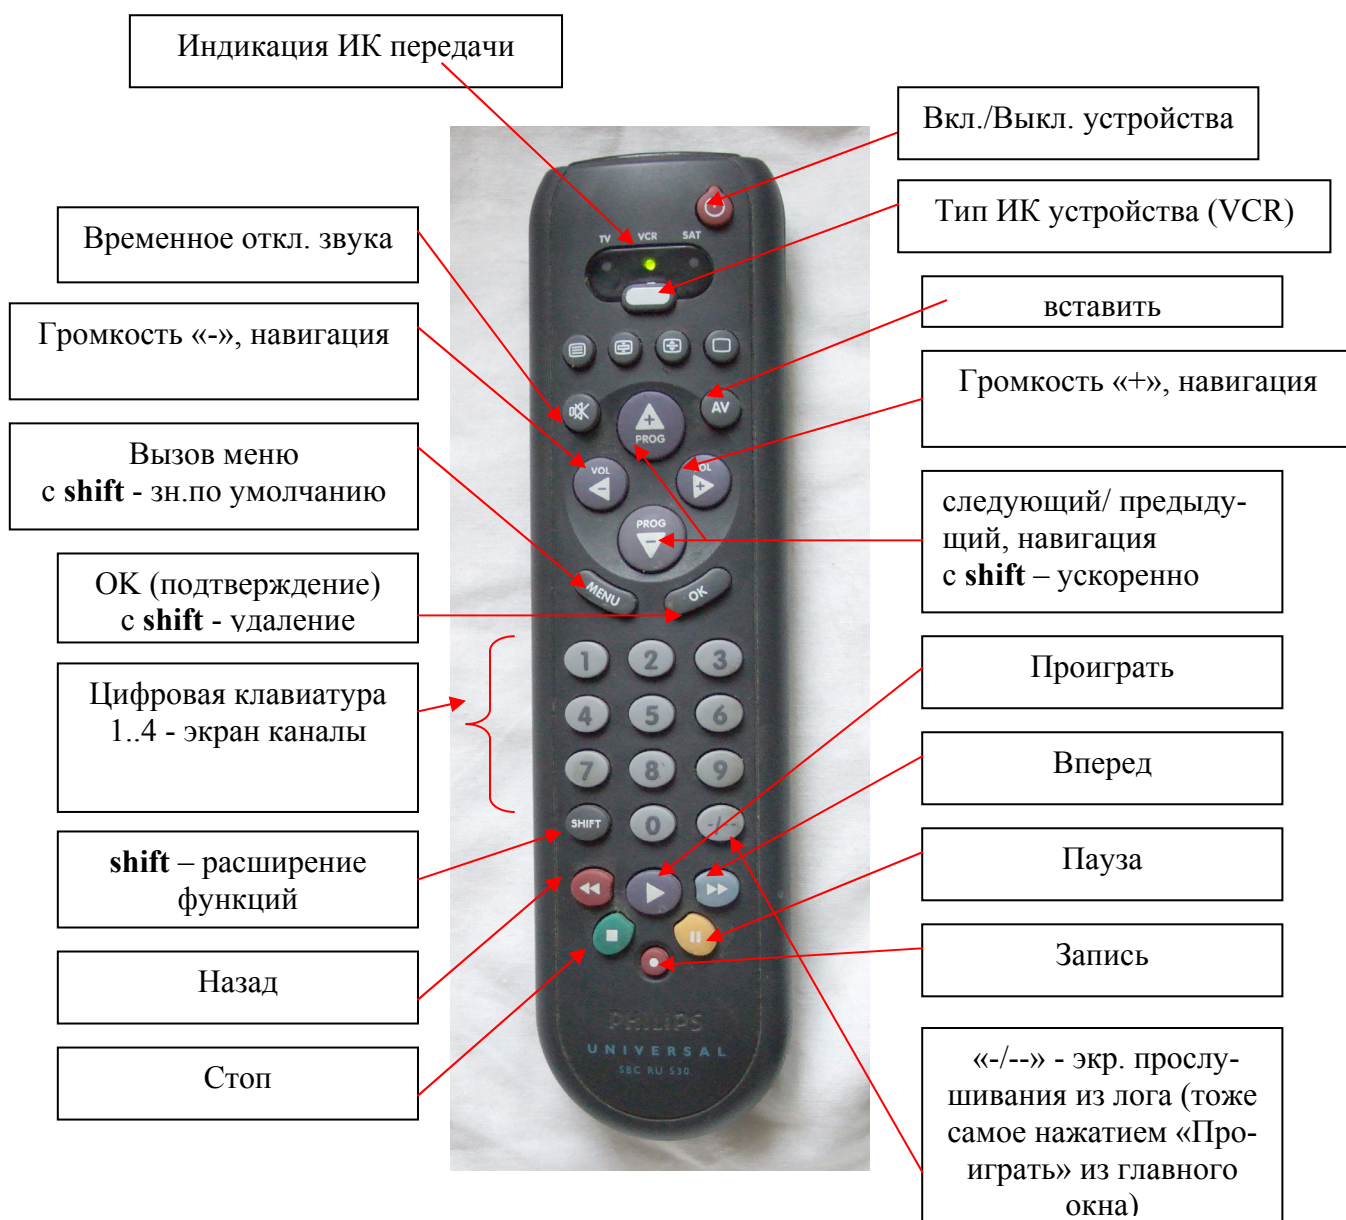 Индикация ИК передачи
Вкл./Выкл. устройства
Тип ИК устройства (VCR)
Временное откл. звука
вставить
Громкость «-», навигация
Громкость «+», навигация
Вызов меню
с shift - зн.по умолчанию
следующий/ предыду-
щий, навигация
с shift – ускоренно
OK (подтверждение)
с shift - удаление
Цифровая клавиатура
1..4 - экран каналы
Проиграть
Вперед
shift – расширение
функций
Пауза
Назад
Запись
Стоп
«-/--» - экр. прослу-
шивания из лога (тоже
самое нажатием «Про-
играть» из главного
окна)
TV VCR SAT
AV
PROG
VOL
VOL
PROG
MENU
OK
1 2 3
4 5 6
7 8 9
SHIFT 0 -/--
PHILIPS
UNIVERSAL
SBC RU 530